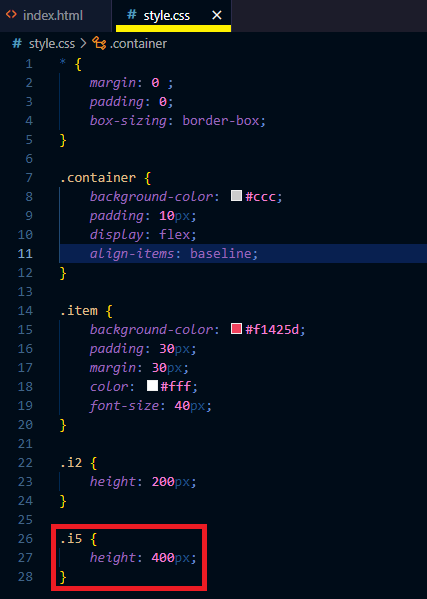 index.html
style.css
style.css > .container
1 * {
2 margin: 0 ;
3 padding: 0;
4 box-sizing: border-box;
5 }
6
7 .container {
8 background-color: #ccc;
9 padding: 10px;
10 display: flex;
11 align-items: baseline;
12 }
13
14 .item {
15 background-color: #f1425d;
16 padding: 30px;
17 margin: 30px;
18 color: #fff;
19 font-size: 40px;
20 }
21
22 .i2 {
23 height: 200px;
24 }
25
26 .i5 {
27 height: 400px;
28 }